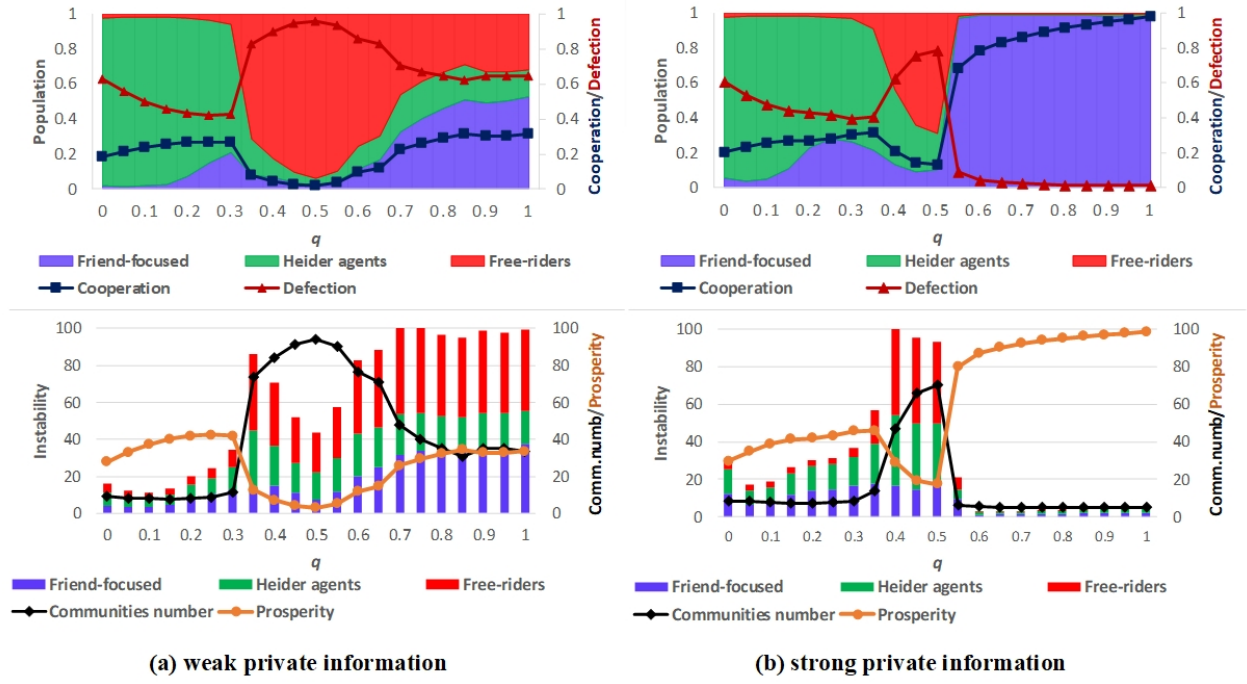 1
0.8
0.6
0.4
0.2
0
Population
1
0.8
0.6
0.4
0.2
0
Cooperation/Defection
0 0.1 0.2 0.3 0.4 0.5 0.6 0.7 0.8 0.9 1
q
Friend-focused Heider agents Free-riders
Cooperation Defection
1
0.8
0.6
0.4
0.2
0
Population
1
0.8
0.6
0.4
0.2
0
Cooperation/Defection
0 0.1 0.2 0.3 0.4 0.5 0.6 0.7 0.8 0.9 1
q
Friend-focused Heider agents Free-riders
Cooperation Defection
100
80
60
40
20
0
Instability
100
80
60
40
20
0
Comm.numb/Prosperity
0 0.1 0.2 0.3 0.4 0.5 0.6 0.7 0.8 0.9 1
q
Friend-focused Heider agents Free-riders
Communities number Prosperity
100
80
60
40
20
0
Instability
100
80
60
40
20
0
Comm.numb/Prosperity
0 0.1 0.2 0.3 0.4 0.5 0.6 0.7 0.8 0.9 1
q
Friend-focused Heider agents Free-riders
Communities number Prosperity
(a) weak private information
(b) strong private information